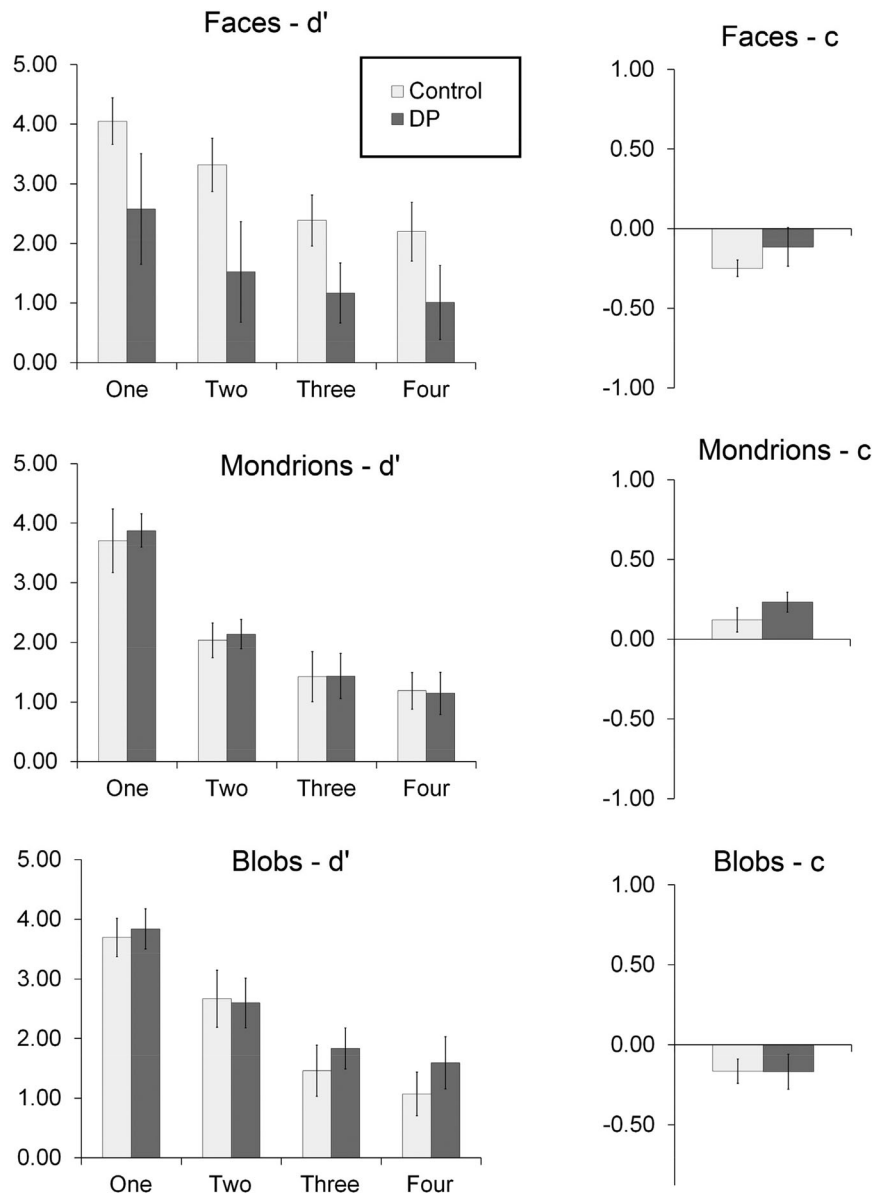 Faces - d'
5.00
4.00
3.00
2.00
1.00
0.00
One Two Three Four
Control
DP
Faces - c
1.00
0.50
0.00
-0.50
-1.00
Mondrions - d'
5.00
4.00
3.00
2.00
1.00
0.00
One Two Three Four
Mondrions - c
1.00
0.50
0.00
-0.50
-1.00
Blobs - d'
5.00
4.00
3.00
2.00
1.00
0.00
One Two Three Four
Blobs - c
1.00
0.50
0.00
-0.50